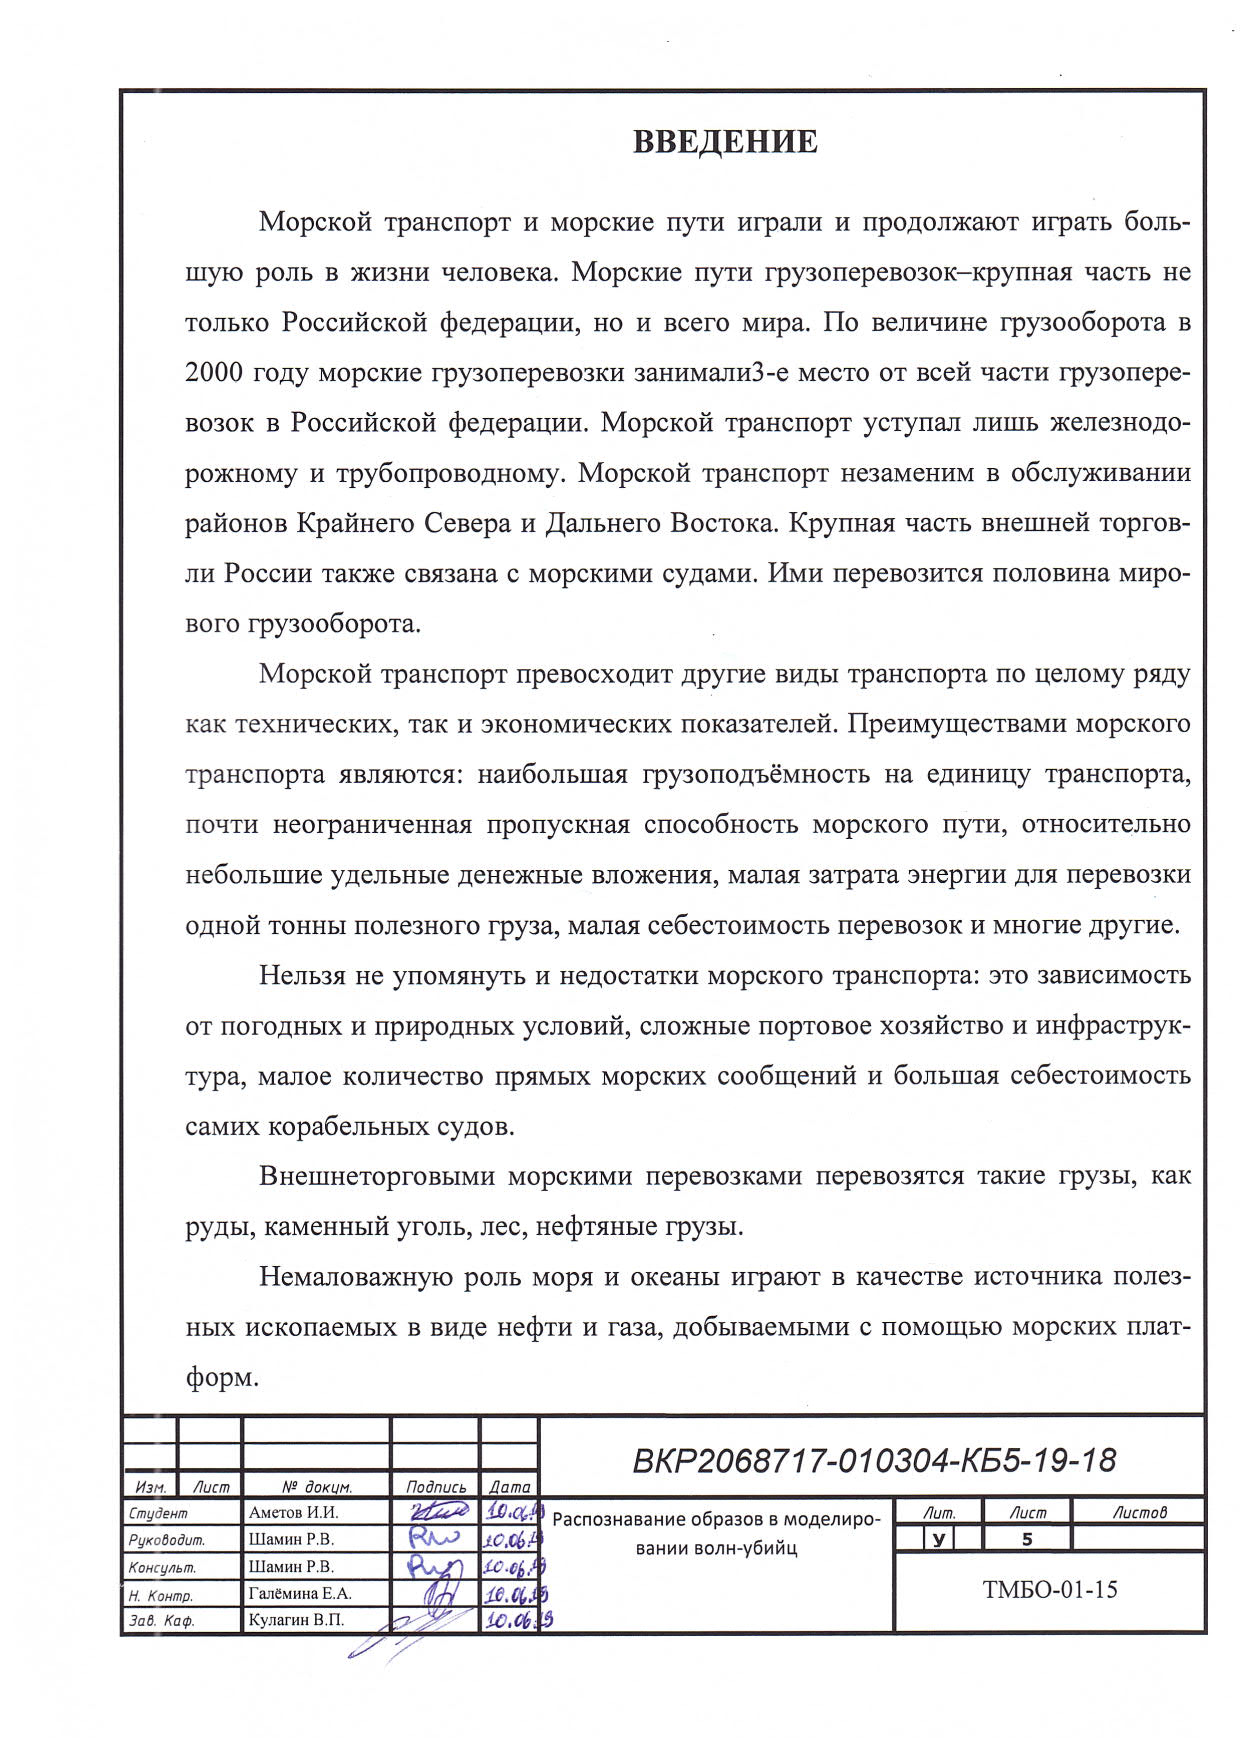 ВВЕДЕНИЕ
Морской транспорт и морские пути играли и продолжают играть боль-
шую роль в жизни человека. Морские пути грузоперевозок–крупная часть не
только Российской федерации, но и всего мира. По величине грузооборота в
2000 году морские грузоперевозки занимали3-е место от всей части грузопере-
возок в Российской федерации. Морской транспорт уступал лишь железнодо-
рожному и трубопроводному. Морской транспорт незаменим в обслуживании
районов Крайнего Севера и Дальнего Востока. Крупная часть внешней торгов-
ли России также связана с морскими судами. Ими перевозится половина миро-
вого грузооборота.
Морской транспорт превосходит другие виды транспорта по целому ряду
как технических, так и экономических показателей. Преимуществами морского
транспорта являются: наибольшая грузоподъёмность на единицу транспорта,
почти неограниченная пропускная способность морского пути, относительно
небольшие удельные денежные вложения, малая затрата энергии для перевозки
одной тонны полезного груза, малая себестоимость перевозок и многие другие.
Нельзя не упомянуть и недостатки морского транспорта: это зависимость
от погодных и природных условий, сложные портовое хозяйство и инфраструк-
тура, малое количество прямых морских сообщений и большая себестоимость
самих корабельных судов.
Внешнеторговыми морскими перевозками перевозятся такие грузы, как
руды, каменный уголь, лес, нефтяные грузы.
Немаловажную роль моря и океаны играют в качестве источника полез-
ных ископаемых в виде нефти и газа, добываемыми с помощью морских плат-
форм.
ВКР2068717-010304-КБ5-19-18
Изм. Лист № докум. Подпись Дата
Студент Аметов И.И. 10.06.19
Руководит. Шамин Р.В. 10.06.19
Консульт. Шамин Р.В. 10.06.19
Н. Контр. Галёмина Е.А. 10.06.19
Зав. Каф. Кулагин В.П. 10.06.19
Распознавание образов в моделиро-
вании волн-убийц
Лит. Лист Листов
У 5
ТМБО-01-15